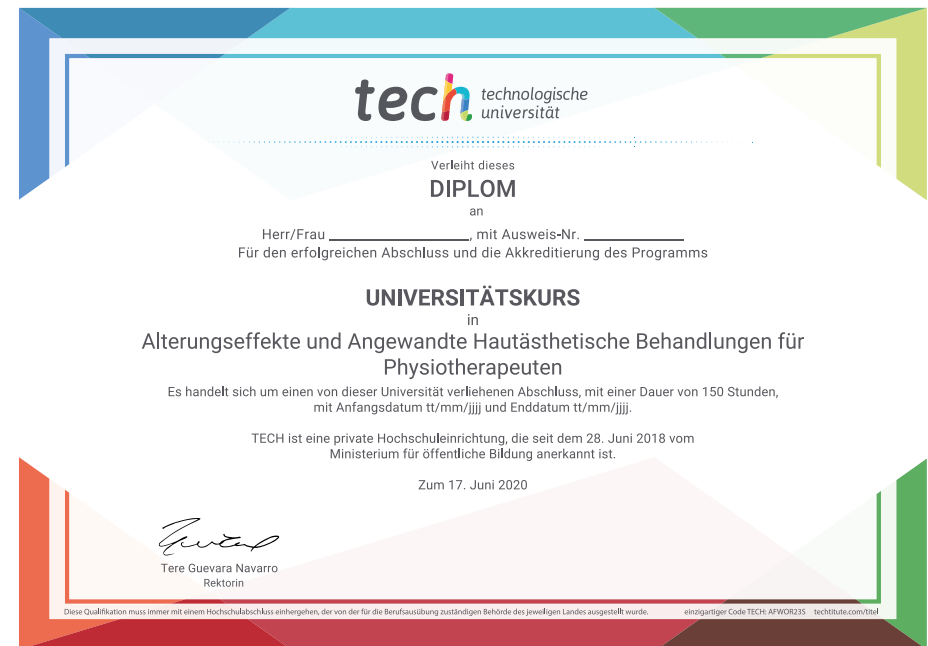 tech technologische
universität
Verleiht dieses
DIPLOM
an
Herr/Frau ____________, mit Ausweis-Nr. ____________
Für den erfolgreichen Abschluss und die Akkreditierung des Programms
UNIVERSITÄTSKURS
in
Alterungseffekte und Angewandte Hautästhetische Behandlungen für
Physiotherapeuten
Es handelt sich um einen von dieser Universität verliehenen Abschluss, mit einer Dauer von 150 Stunden,
mit Anfangsdatum tt/mm/jjjj und Enddatum tt/mm/jjjj.
TECH ist eine private Hochschuleinrichtung, die seit dem 28. Juni 2018 vom
Ministerium für öffentliche Bildung anerkannt ist.
Zum 17. Juni 2020
Tere Guevara Navarro
Rektorin
Diese Qualifikation muss immer mit einem Hochschulabschluss einhergehen, der von der für die Berufsausübung zuständigen Behörde des jeweiligen Landes ausgestellt wurde. einzigartiger Code TECH: AFWOR23S techtitute.com/titel